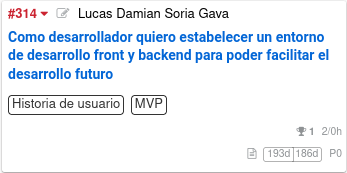 #314 Lucas Damian Soria Gava
Como desarrollador quiero estabelecer un entorno
de desarrollo front y backend para poder facilitar el
desarrollo futuro
Historia de usuario MVP
1 2/0h
193d 186d P0